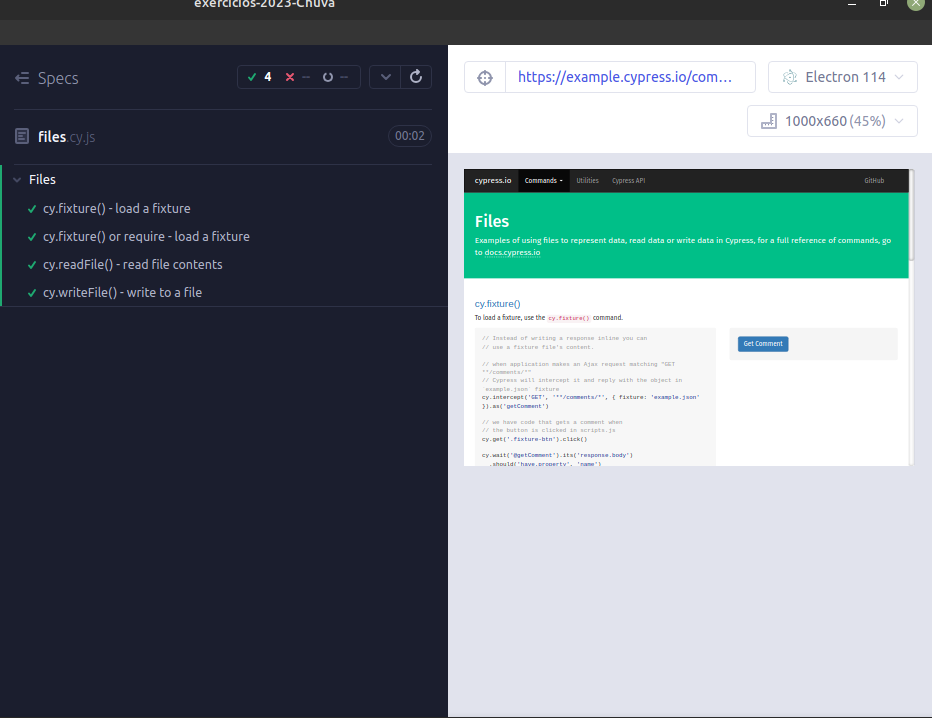 exercicios-2023-Chuva
Specs
4 -- --
files.cy.js
00:02
Files
cy.fixture() - load a fixture
cy.fixture() or require - load a fixture
cy.readFile() - read file contents
cy.writeFile() - write to a file
https://example.cypress.io/com…
Electron 114
1000x660 (45%)
cypress.io Commands Utilities Cypress API GitHub
Files
Examples of using files to represent data, read data or write data in Cypress, for a full reference of commands, go
to docs.cypress.io
cy.fixture()
To load a fixture, use the cy.fixture() command.
// Instead of writing a response inline you can
// use a fixture file's content.
// when application makes an Ajax request matching "GET
**/comments/*"
// Cypress will intercept it and reply with the object in
`example.json` fixture
cy.intercept('GET', '**/comments/*', { fixture: 'example.json'
}).as('getComment')
// we have code that gets a comment when
// the button is clicked in scripts.js
cy.get('.fixture-btn').click()
cy.wait('@getComment').its('response.body')
.should('have.property', 'name')
Get Comment